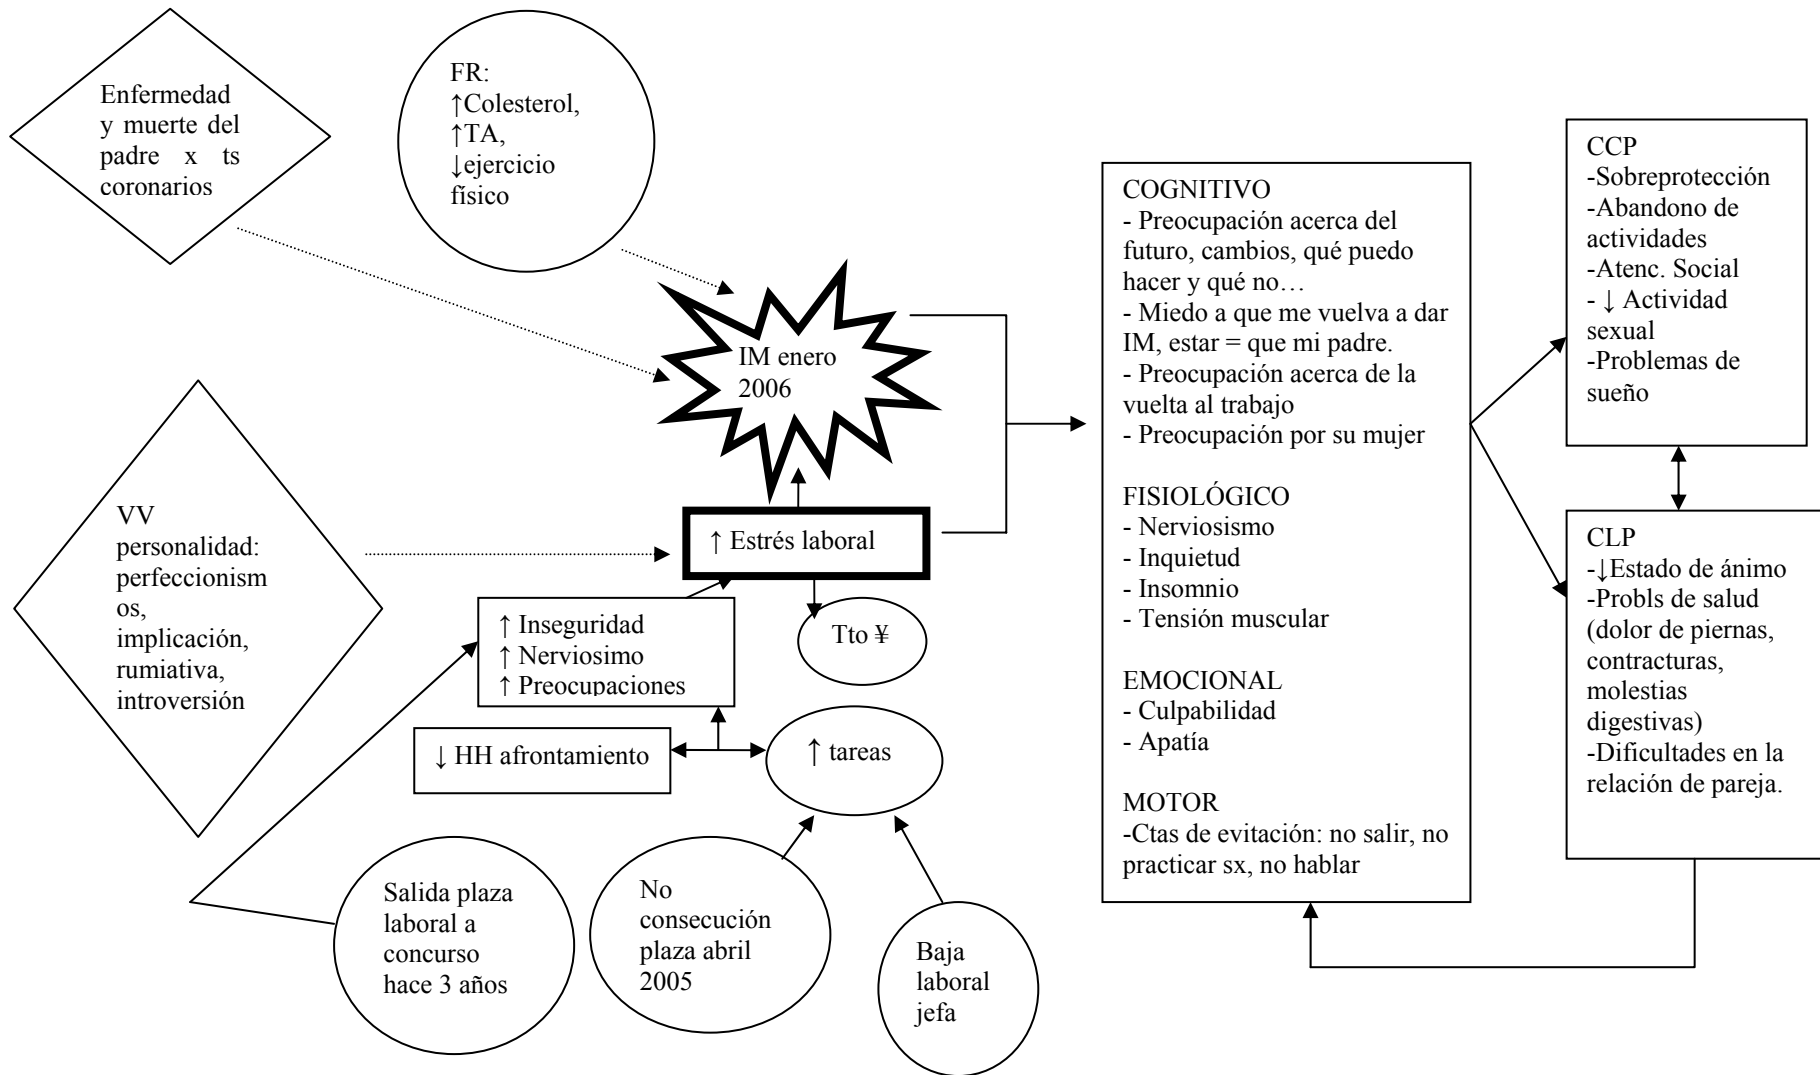 Enfermedad
y muerte del
padre x ts
coronarios
FR:
↑Colesterol,
↑TA,
↓ejercicio
físico
IM enero
2006
VV
personalidad:
perfeccionism
os,
implicación,
rumiativa,
introversión
↑ Estrés laboral
↑ Inseguridad
↑ Nerviosimo
↑ Preocupaciones
Tto ¥
↓ HH afrontamiento
↑ tareas
Salida plaza
laboral a
concurso
hace 3 años
No
consecución
plaza abril
2005
Baja
laboral
jefa
COGNITIVO
- Preocupación acerca del
futuro, cambios, qué puedo
hacer y qué no…
- Miedo a que me vuelva a dar
IM, estar = que mi padre.
- Preocupación acerca de la
vuelta al trabajo
- Preocupación por su mujer
FISIOLÓGICO
- Nerviosismo
- Inquietud
- Insomnio
- Tensión muscular
EMOCIONAL
- Culpabilidad
- Apatía
MOTOR
-Ctas de evitación: no salir, no
practicar sx, no hablar
CCP
-Sobreprotección
-Abandono de
actividades
-Atenc. Social
- ↓ Actividad
sexual
-Problemas de
sueño
CLP
-↓Estado de ánimo
-Probls de salud
(dolor de piernas,
contracturas,
molestias
digestivas)
-Dificultades en la
relación de pareja.